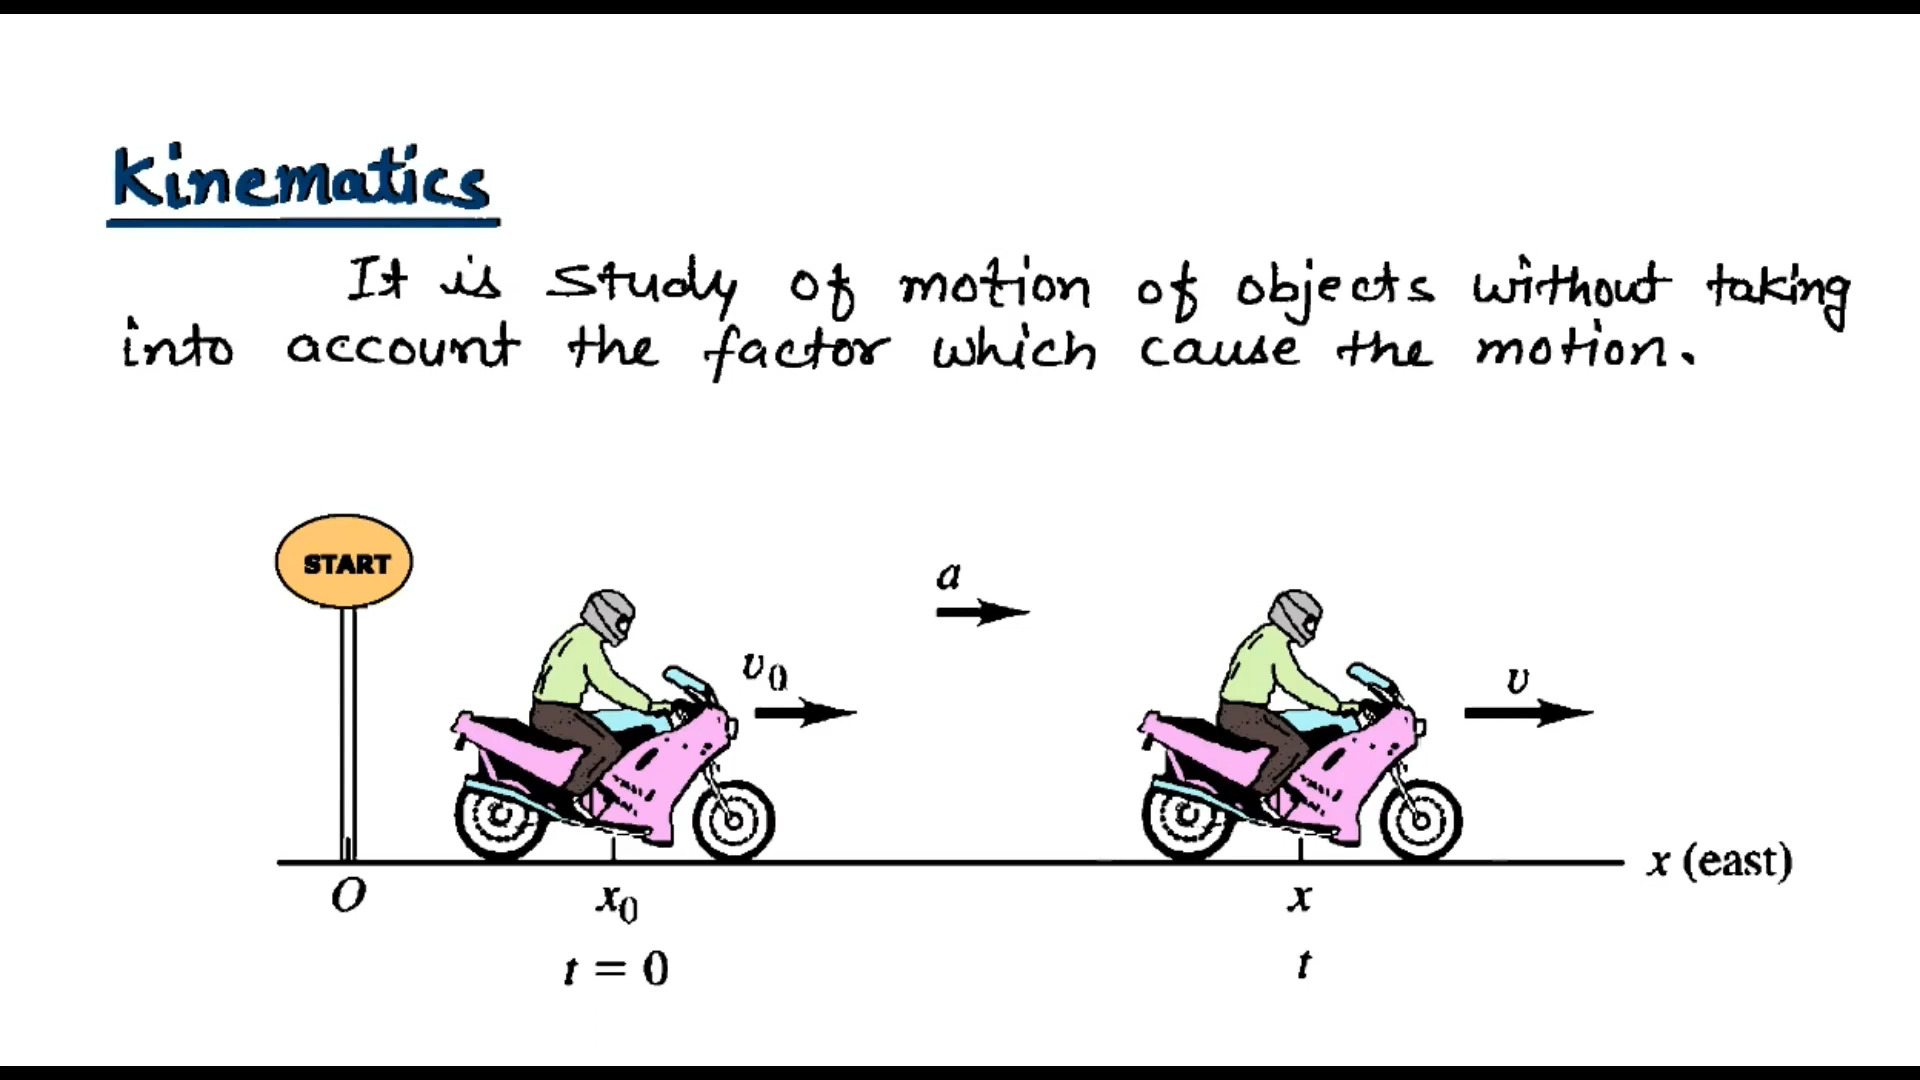 Kinematics
It is study of motion of objects without taking
into account the factor which cause the motion.
START
a
v₀
v
x (east)
O
x₀
x
t = 0
t